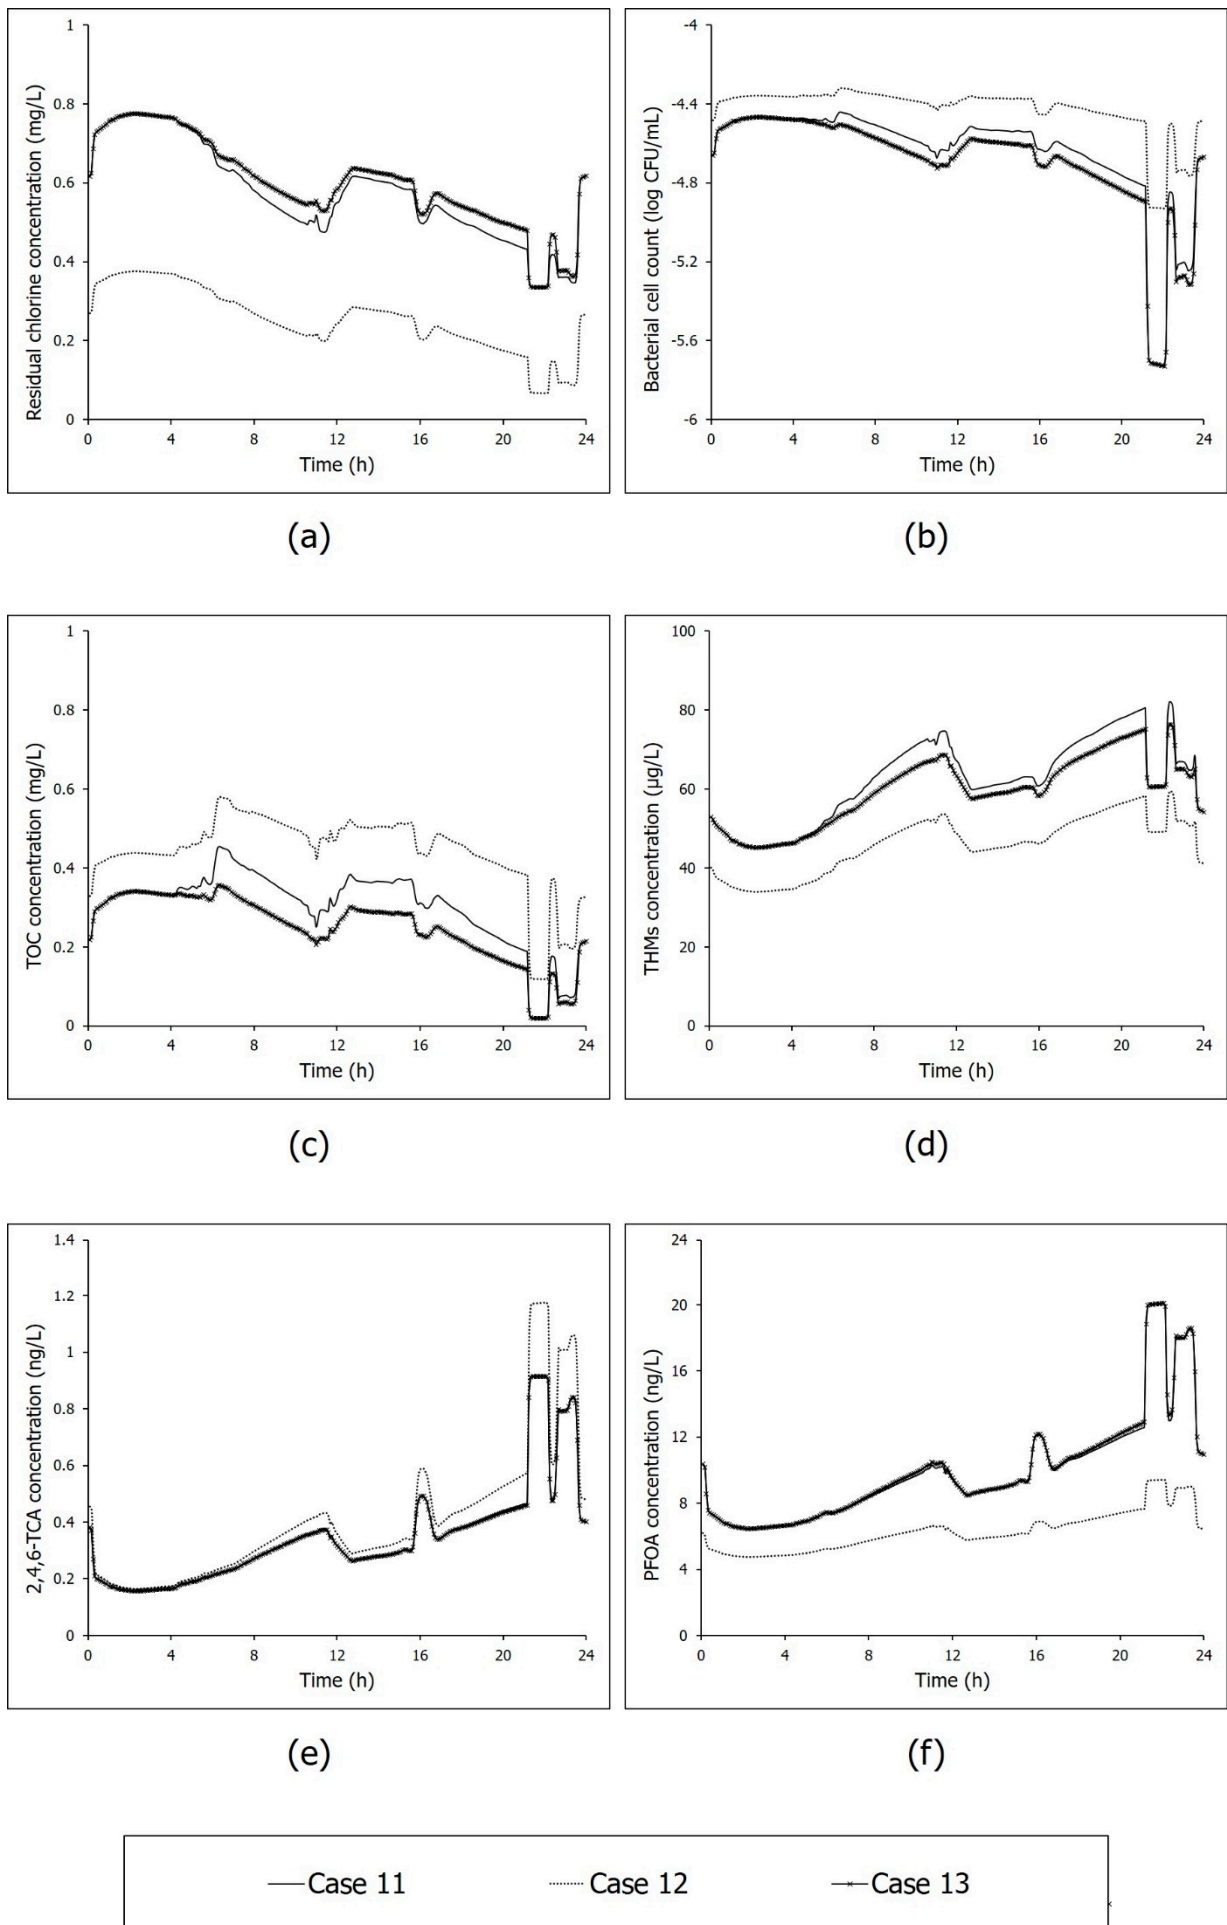 Residual chlorine concentration (mg/L)
1
0.8
0.6
0.4
0.2
0
0 4 8 12 16 20 24
Time (h)
(a)
Bacterial cell count (log CFU/mL)
-4
-4.4
-4.8
-5.2
-5.6
-6
0 4 8 12 16 20 24
Time (h)
(b)
TOC concentration (mg/L)
1
0.8
0.6
0.4
0.2
0
0 4 8 12 16 20 24
Time (h)
(c)
THMs concentration (µg/L)
100
80
60
40
20
0
0 4 8 12 16 20 24
Time (h)
(d)
2,4,6-TCA concentration (ng/L)
1.4
1.2
1
0.8
0.6
0.4
0.2
0
0 4 8 12 16 20 24
Time (h)
(e)
PFOA concentration (ng/L)
24
20
16
12
8
4
0
0 4 8 12 16 20 24
Time (h)
(f)
Case 11 Case 12 Case 13